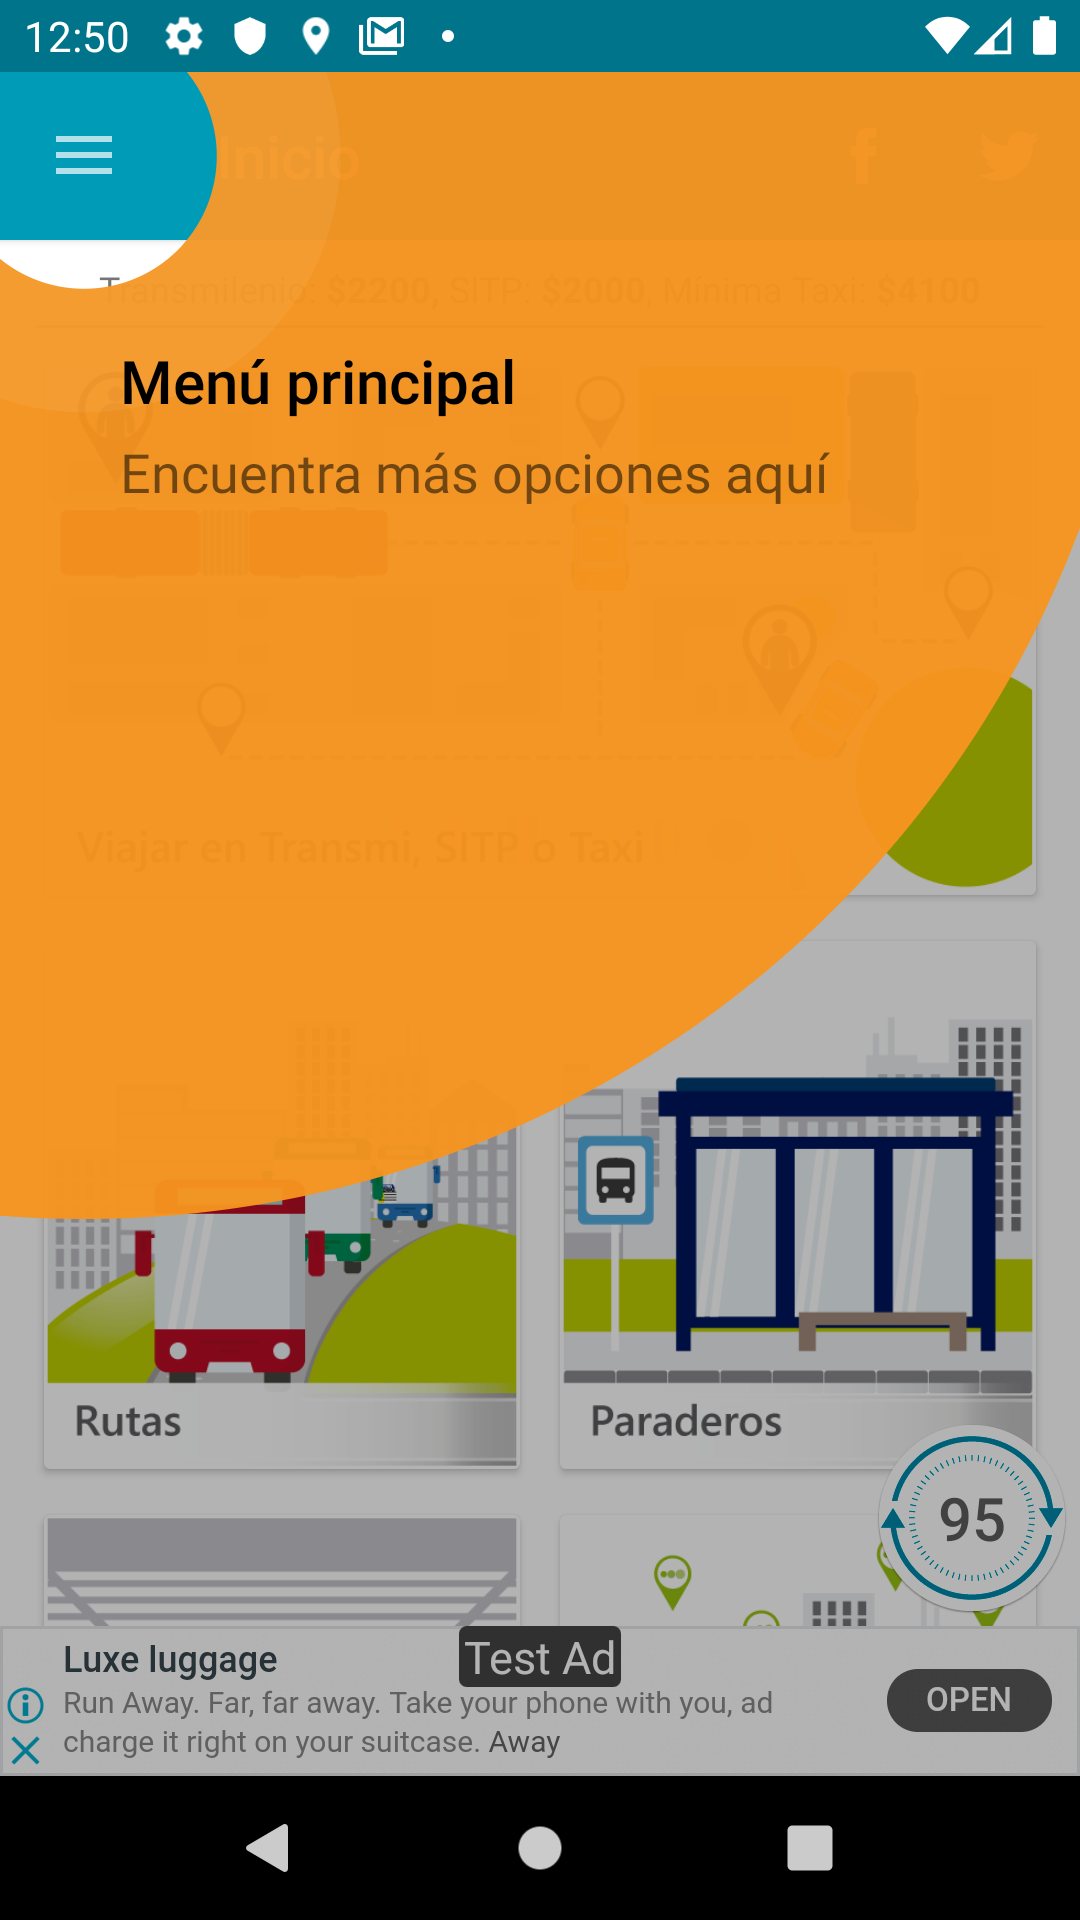 12:50
Inicio
Transmilenio: $2200, SITP: $2000, Mínima Taxi: $4100
Menú principal
Encuentra más opciones aquí
Viajar en Transmi, SITP o Taxi
Rutas
Paraderos
95
Luxe luggage
Test Ad
Run Away. Far, far away. Take your phone with you, ad
charge it right on your suitcase. Away
OPEN